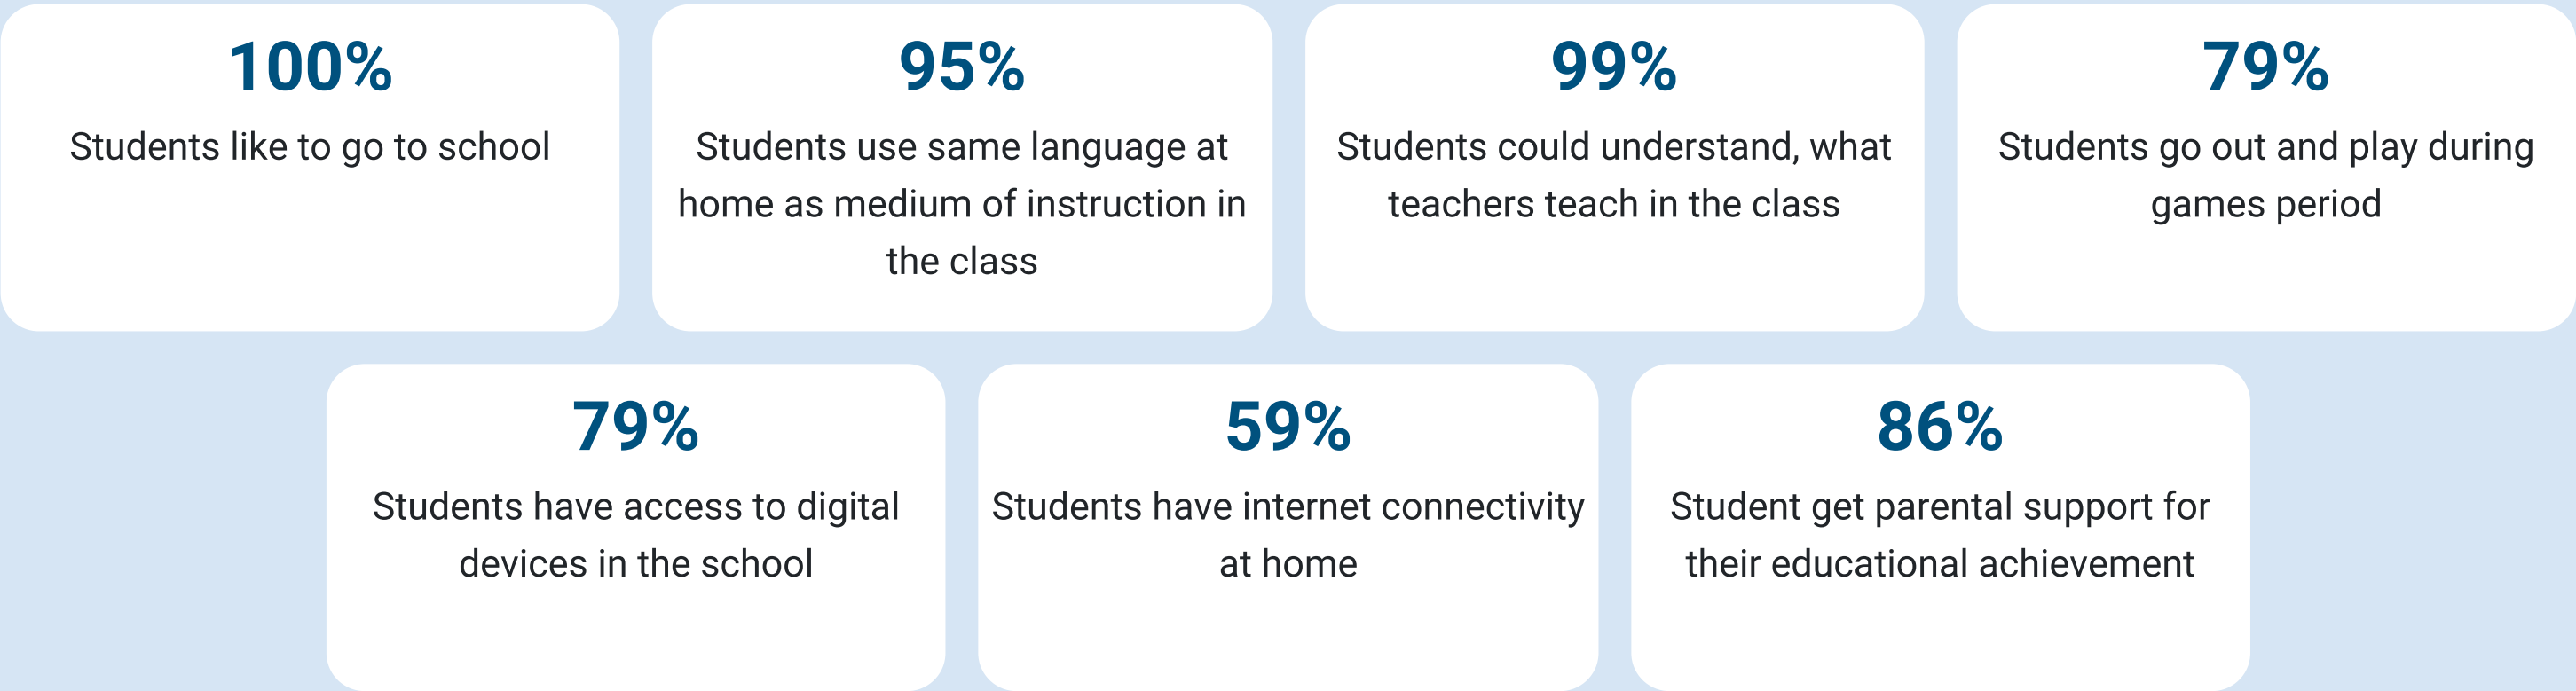 100%
Students like to go to school
95%
Students use same language at
home as medium of instruction in
the class
99%
Students could understand, what
teachers teach in the class
79%
Students go out and play during
games period
79%
Students have access to digital
devices in the school
59%
Students have internet connectivity
at home
86%
Student get parental support for
their educational achievement